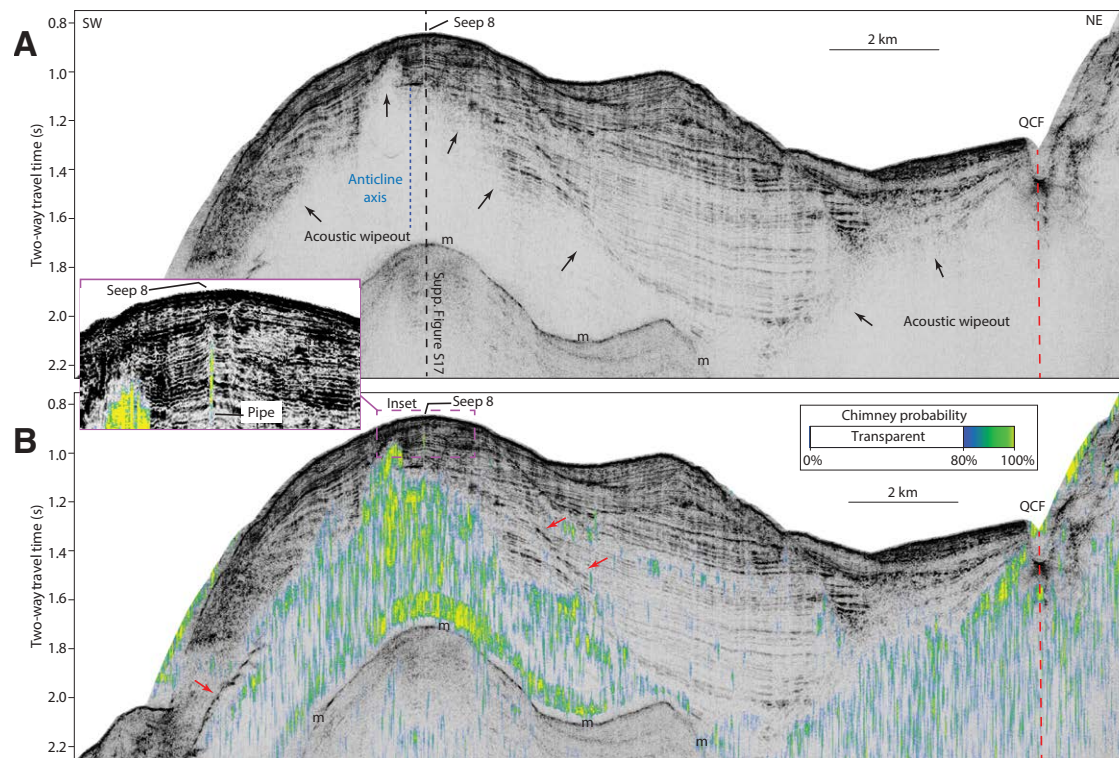 A
SW
Seep 8
NE
2 km
QCF
0.8
1.0
1.2
1.4
1.6
1.8
2.0
2.2
Two-way travel time (s)
Anticline
axis
Acoustic wipeout
m
Supp. Figure S17
m
m
Acoustic wipeout
Seep 8
Pipe
B
Inset
Seep 8
Chimney probability
Transparent
0%
80%
100%
2 km
QCF
0.8
1.0
1.2
1.4
1.6
1.8
2.0
2.2
Two-way travel time (s)
m
m
m
m